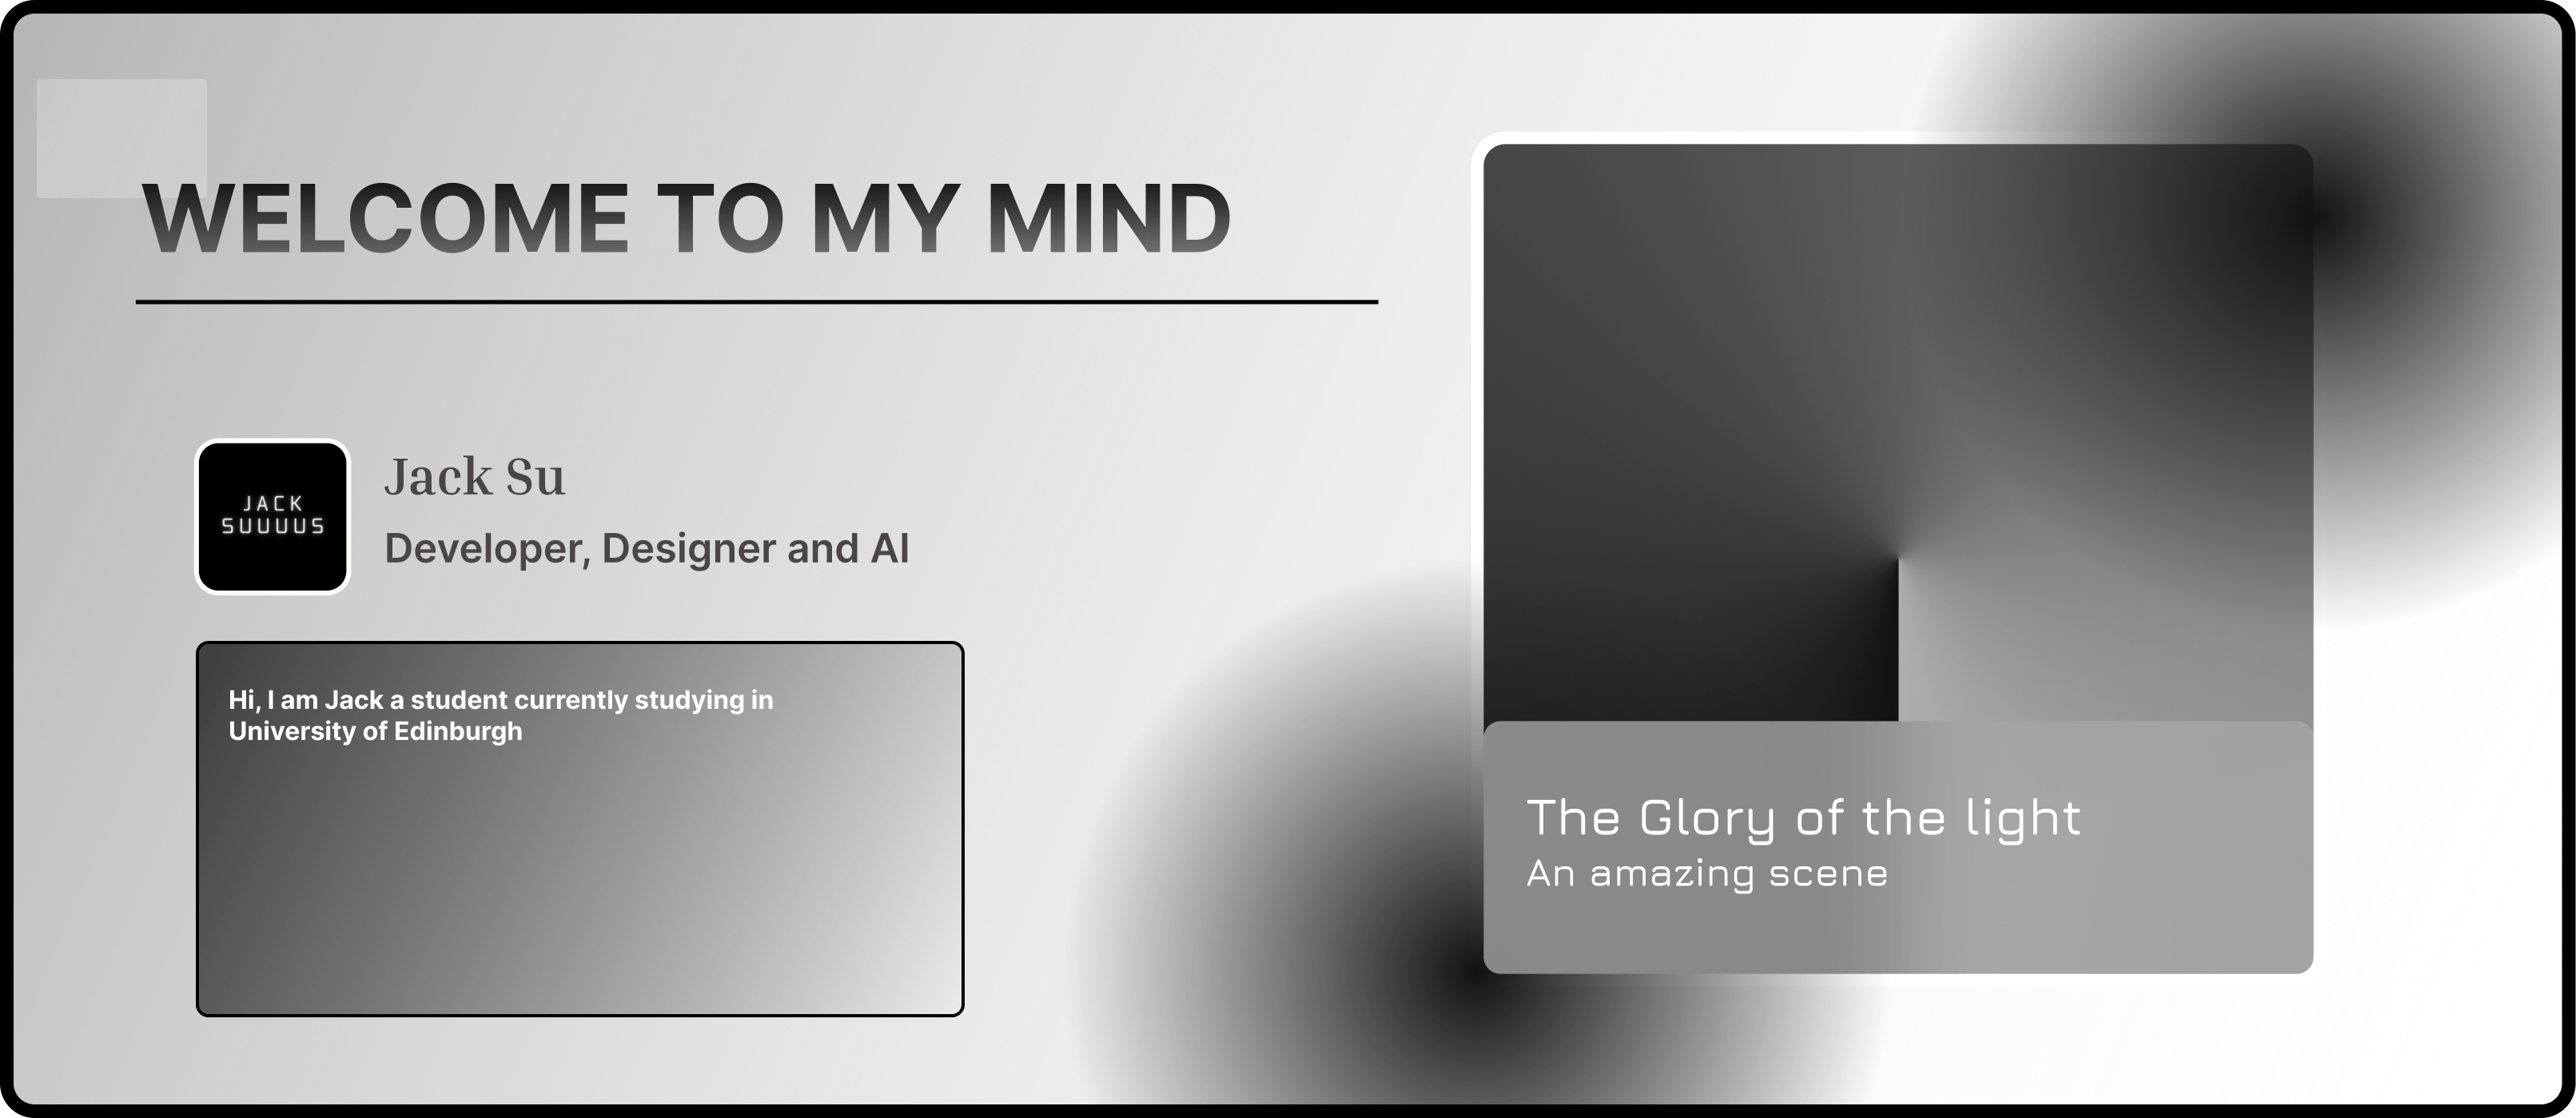 WELCOME TO MY MIND
JACK
SUUUUS
Jack Su
Developer, Designer and AI
Hi, I am Jack a student currently studying in
University of Edinburgh
The Glory of the light
An amazing scene